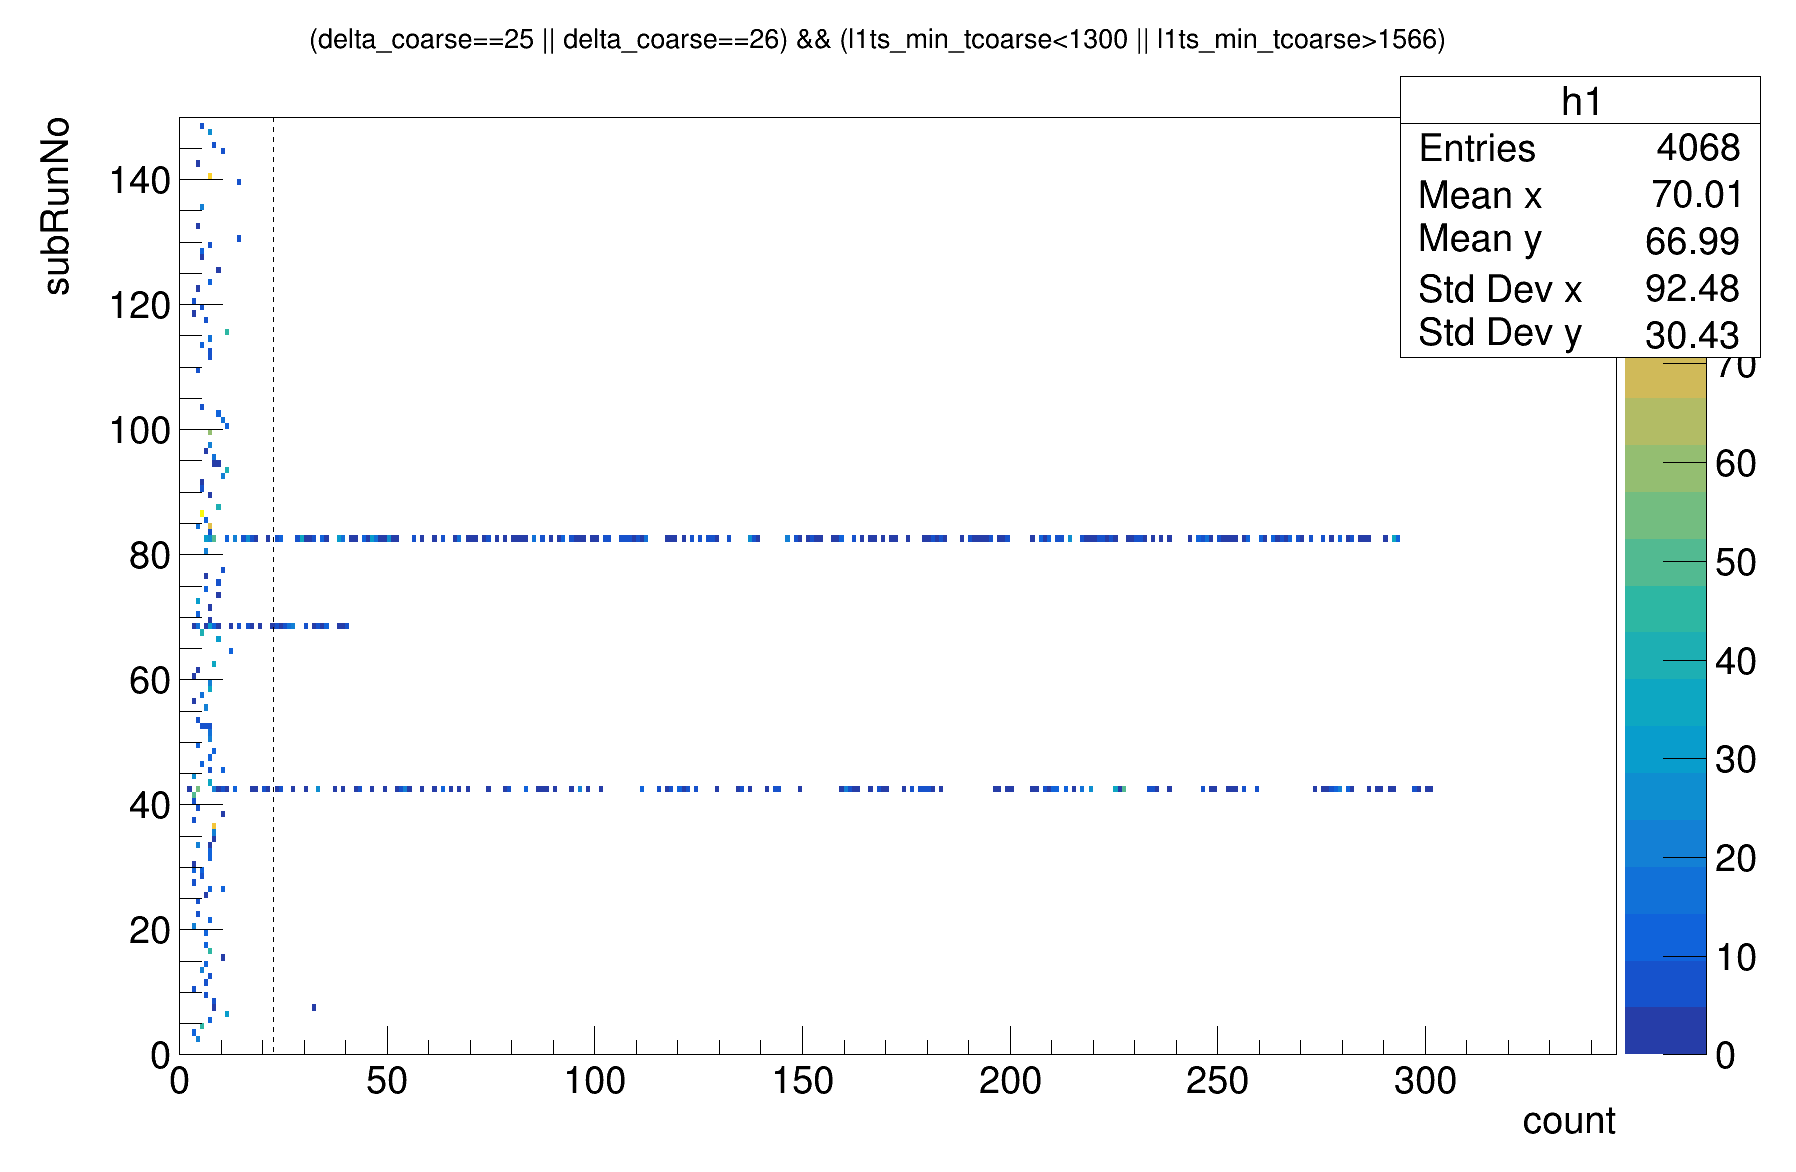 (delta_coarse==25 || delta_coarse==26) && (l1ts_min_tcoarse<1300 || l1ts_min_tcoarse>1566)
h1
Entries 4068
Mean x 70.01
Mean y 66.99
Std Dev x 92.48
Std Dev y 30.43
subRunNo
140
120
100
80
60
40
20
0
0 50 100 150 200 250 300
count
70
60
50
40
30
20
10
0